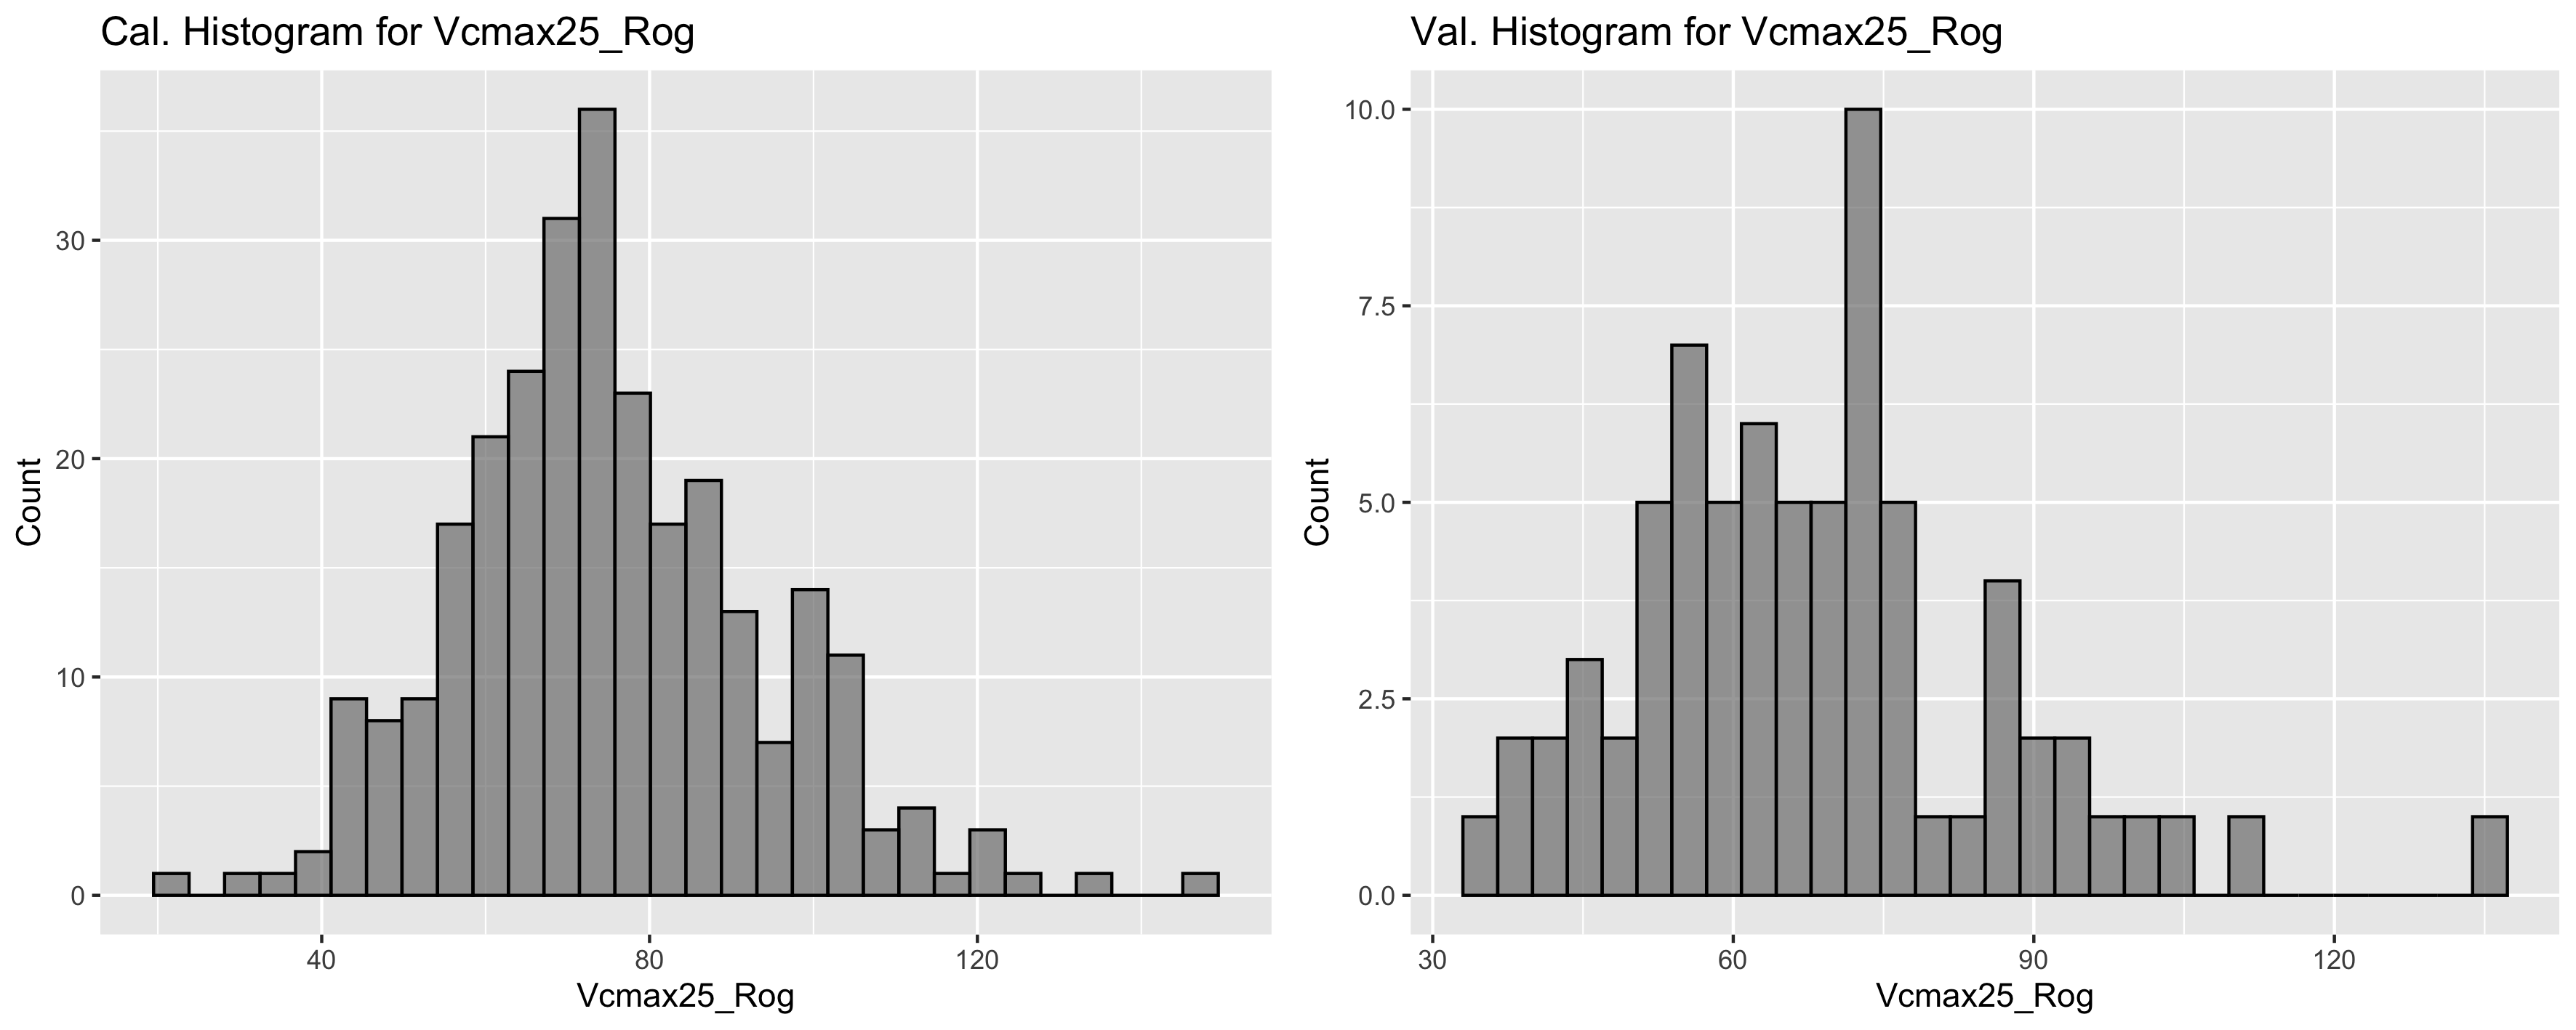 Cal. Histogram for Vcmax25_Rog
Count
30
20
10
0
40 80 120
Vcmax25_Rog
Val. Histogram for Vcmax25_Rog
Count
10.0
7.5
5.0
2.5
0.0
30 60 90 120
Vcmax25_Rog